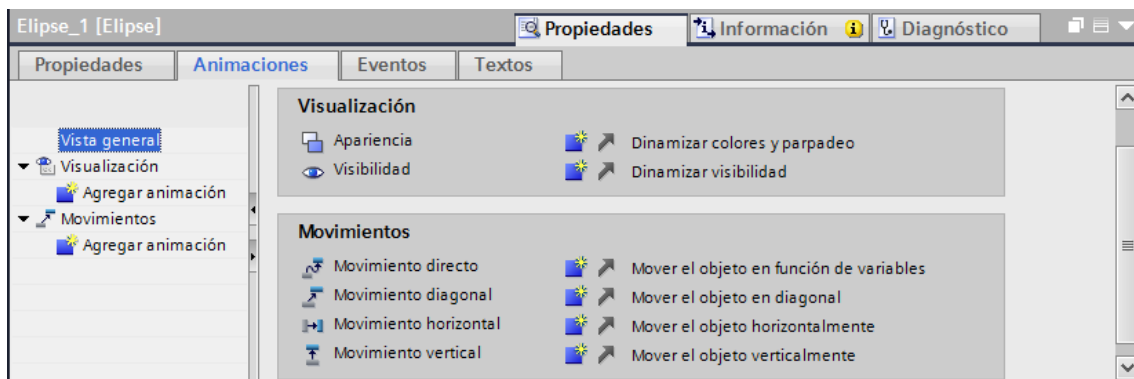 Elipse_1 [Elipse]
Propiedades Información Diagnóstico
Propiedades Animaciones Eventos Textos
Vista general
Visualización
Agregar animación
Movimientos
Agregar animación
Visualización
Apariencia Dinamizar colores y parpadeo
Visibilidad Dinamizar visibilidad
Movimientos
Movimiento directo Mover el objeto en función de variables
Movimiento diagonal Mover el objeto en diagonal
Movimiento horizontal Mover el objeto horizontalmente
Movimiento vertical Mover el objeto verticalmente